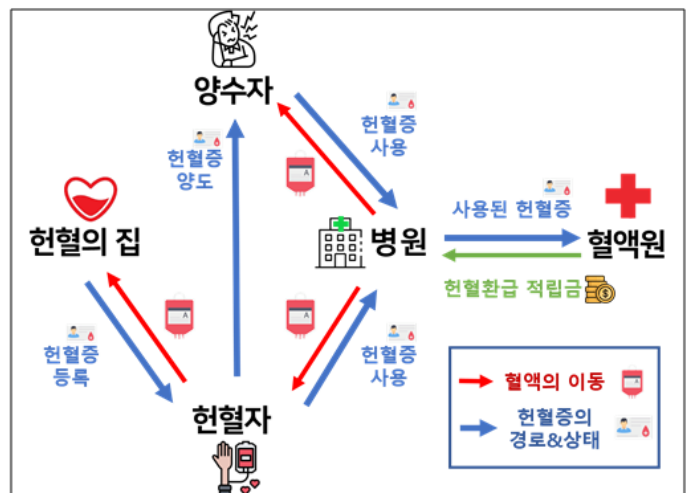 양수자
헌혈증
사용
헌혈증
양도
A
헌혈의 집
병원
사용된 헌혈증
혈액원
헌혈환급 적립금
A
A
헌혈증
등록
헌혈증
사용
헌혈자
혈액의 이동
A
헌혈증의
경로&상태